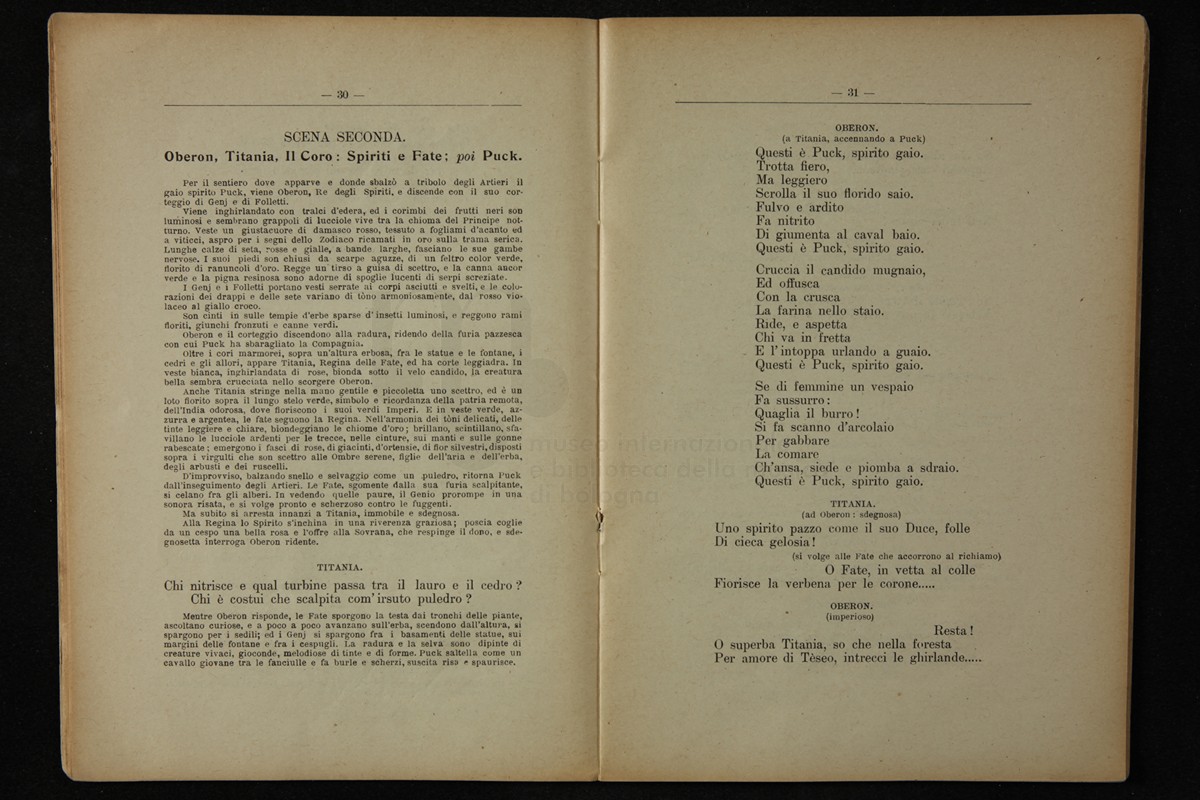 — 30 —
SCENA SECONDA.
Oberon, Titania, Il Coro: Spiriti e Fate; poi Puck.
Per il sentiero dove apparve e donde sbalzò a tribolo degli Artieri il
gaio spirito Puck, viene Oberon, Re degli Spiriti, e discende con il suo cor-
teggio di Genj e di Folletti.
Viene inghirlandato con tralci d'edera, ed i corimbi dei frutti neri son
luminosi e sembrano grappoli di lucciole vive tra la chioma del Principe not-
turno. Veste un giustacuore di damasco rosso, tessuto a fogliami d'acanto ed
a viticci, aspro per i segni dello Zodiaco ricamati in oro sulla trama serica.
Lunghe calze di seta, rosse e gialle, a bande larghe, fasciano le sue gambe
nervose. I suoi piedi son chiusi da scarpe aguzze, di un feltro color verde,
fiorito di ranuncoli d'oro. Regge un tirso a guisa di scettro, e la canna ancor
verde e la pigna resinosa sono adorne di spoglie lucenti di serpi screziate.
I Genj e i Folletti portano vesti serrate ai corpi asciutti e svelti, e le colo-
razioni dei drappi e delle sete variano di tòno armoniosamente, dal rosso vio-
laceo al giallo croco.
Son cinti in sulle tempie d'erbe sparse d'insetti luminosi, e reggono rami
fioriti, giunchi fronzuti e canne verdi.
Oberon e il corteggio discendono alla radura, ridendo della furia pazzesca
con cui Puck ha sbaragliato la Compagnia.
Oltre i cori marmorei, sopra un'altura erbosa, fra le statue e le fontane, i
cedri e gli allori, appare Titania, Regina delle Fate, ed ha corte leggiadra. In
veste bianca, inghirlandata di rose, bionda sotto il velo candido, la creatura
bella sembra crucciata nello scorgere Oberon.
Anche Titania stringe nella mano gentile e piccoletta uno scettro, ed è un
loto fiorito sopra il lungo stelo verde, simbolo e ricordanza della patria remota,
dell'India odorosa, dove floriscono i suoi verdi Imperi. E in veste verde, az-
zurra e argentea, le fate seguono la Regina. Nell'armonia dei tòni delicati, delle
tinte leggiere e chiare, biondeggiano le chiome d'oro; brillano, scintillano, sfa-
villano le lucciole ardenti per le trecce, nelle cinture, sui manti e sulle gonne
rabescate; emergono i fasci di rose, di giacinti, d'ortensie, di fior silvestri, disposti
sopra i virgulti che son scettro alle Ombre serene, figlie dell'aria e dell'erba,
degli arbusti e dei ruscelli.
D'improvviso, balzando snello e selvaggio come un puledro, ritorna Puck
dall'inseguimento degli Artieri. Le Fate, sgomente dalla sua furia scalpitante,
si celano fra gli alberi. In vedendo quelle paure, il Genio prorompe in una
sonora risata, e si volge pronto e scherzoso contro le fuggenti.
Ma subito si arresta innanzi a Titania, immobile e sdegnosa.
Alla Regina lo Spirito s'inchina in una riverenza graziosa; poscia coglie
da un cespo una bella rosa e l'offre alla Sovrana, che respinge il dono, e sde-
gnosetta interroga Oberon ridente.
TITANIA.
Chi nitrisce e qual turbine passa tra il lauro e il cedro?
Chi è costui che scalpita com'irsuto puledro?
Mentre Oberon risponde, le Fate sporgono la testa dai tronchi delle piante,
ascoltano curiose, e a poco a poco avanzano sull'erba, scendono dall'altura, si
spargono per i sedili; ed i Genj si spargono fra i basamenti delle statue, sui
margini delle fontane e fra i cespugli. La radura e la selva sono dipinte di
creature vivaci, gioconde, melodiose di tinte e di forme. Puck saltella come un
cavallo giovane tra le fanciulle e fa burle e scherzi, suscita risa e spaurisce.
— 31 —
OBERON.
(a Titania, accennando a Puck)
Questi è Puck, spirito gaio.
Trotta fiero,
Ma leggiero
Scrolla il suo florido saio.
Fulvo e ardito
Fa nitrito
Di giumenta al caval baio.
Questi è Puck, spirito gaio.
Cruccia il candido mugnaio,
Ed offusca
Con la crusca
La farina nello staio.
Ride, e aspetta
Chi va in fretta
E l'intoppa urlando a guaio.
Questi è Puck, spirito gaio.
Se di femmine un vespaio
Fa sussurro:
Quaglia il burro!
Si fa scanno d'arcolaio
Per gabbare
La comare
Ch'ansa, siede e piomba a sdraio.
Questi è Puck, spirito gaio.
TITANIA.
(ad Oberon: sdegnosa)
Uno spirito pazzo come il suo Duce, folle
Di cieca gelosia!
(si volge alle Fate che accorrono al richiamo)
O Fate, in vetta al colle
Fiorisce la verbena per le corone.....
OBERON.
(imperioso)
Resta!
O superba Titania, so che nella foresta
Per amore di Tèseo, intrecci le ghirlande.....
museo internazion
e biblioteca della m
di bologna